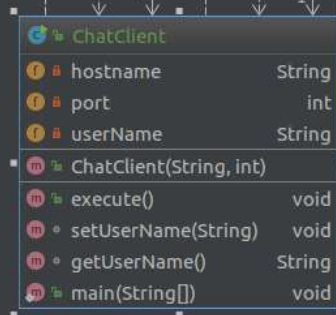 ChatClient
hostname String
port int
userName String
ChatClient(String, int)
execute() void
setUserName(String) void
getUserName() String
main(String[]) void